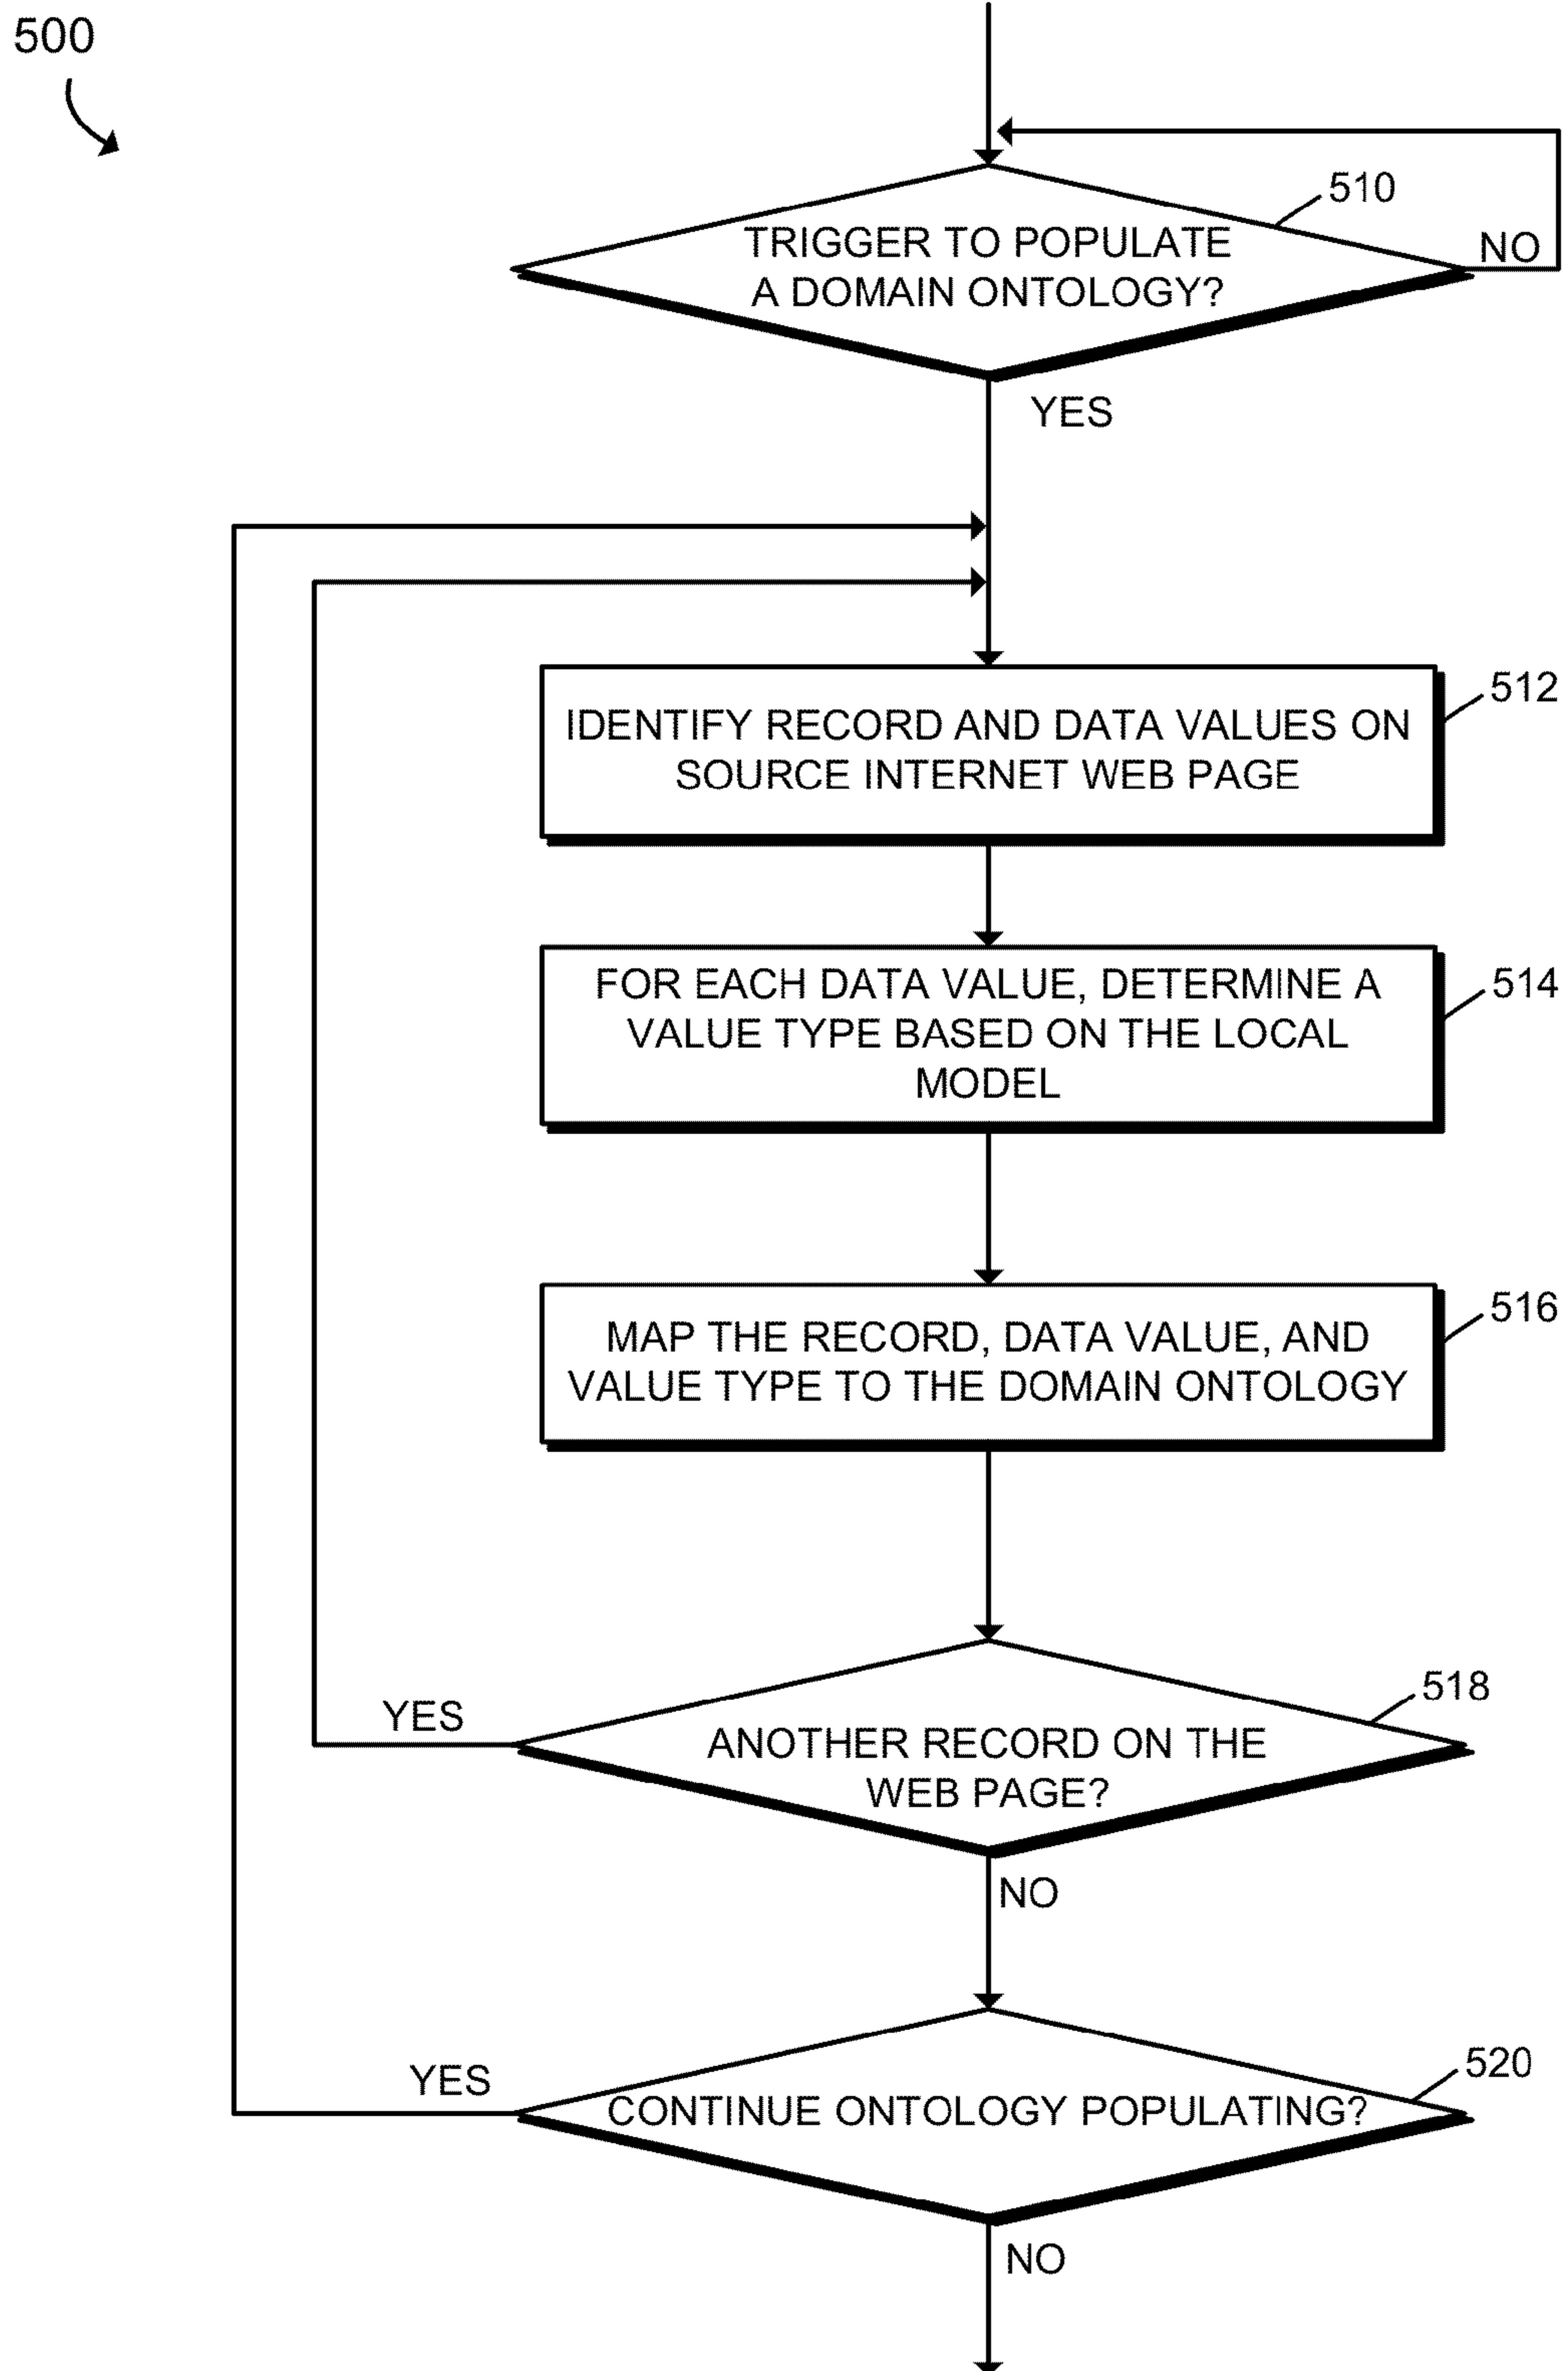 500
510
TRIGGER TO POPULATE
A DOMAIN ONTOLOGY?
NO
YES
512
IDENTIFY RECORD AND DATA VALUES ON
SOURCE INTERNET WEB PAGE
514
FOR EACH DATA VALUE, DETERMINE A
VALUE TYPE BASED ON THE LOCAL
MODEL
516
MAP THE RECORD, DATA VALUE, AND
VALUE TYPE TO THE DOMAIN ONTOLOGY
518
YES
ANOTHER RECORD ON THE
WEB PAGE?
NO
520
YES
CONTINUE ONTOLOGY POPULATING?
NO